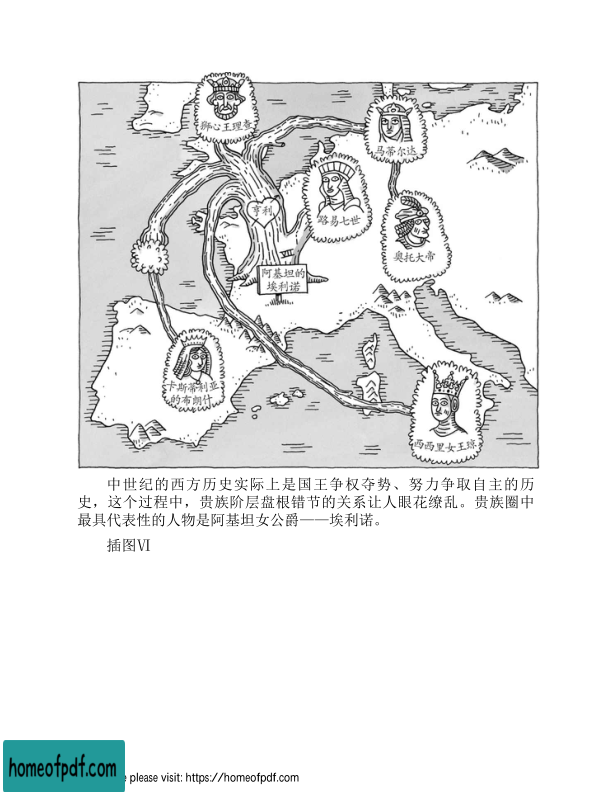 狮心王理查
马蒂尔达
亨利
路易七世
奥托大帝
阿基坦的
埃利诺
卡斯蒂利亚
的布朗什
西西里女王琼
中世纪的西方历史实际上是国王争权夺势、努力争取自主的历
史，这个过程中，贵族阶层盘根错节的关系让人眼花缭乱。贵族圈中
最具代表性的人物是阿基坦女公爵——埃利诺。
插图Ⅵ
homeofpdf.com
please visit: https://homeofpdf.com